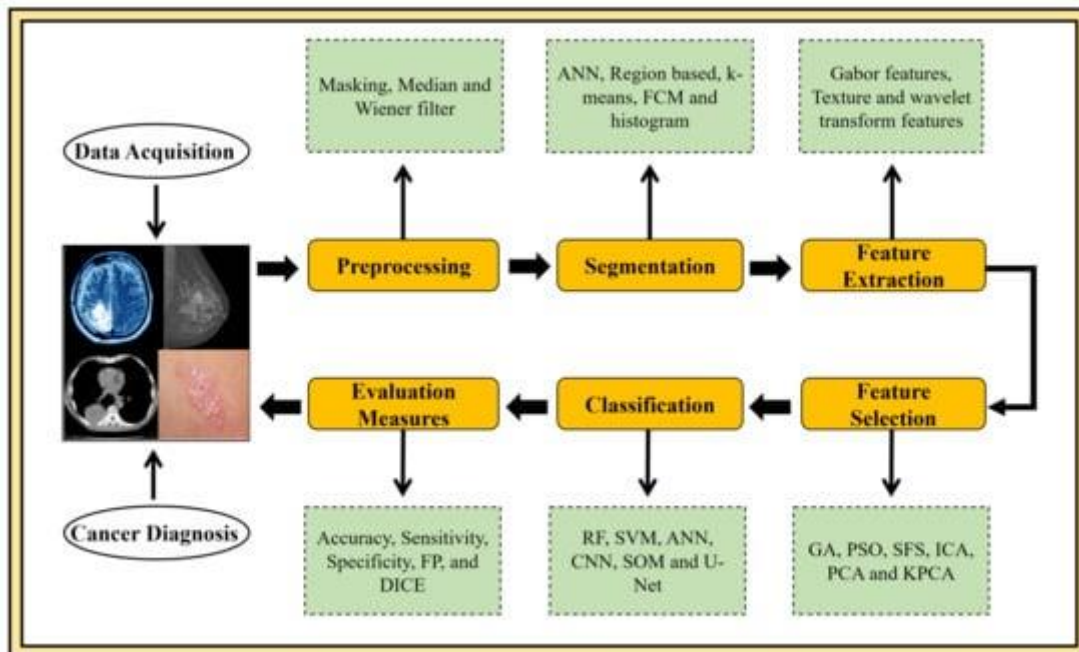 Masking, Median and
Wiener filter
ANN, Region based, k-
means, FCM and
histogram
Gabor features,
Texture and wavelet
transform features
Data Acquisition
Preprocessing
Segmentation
Feature
Extraction
Evaluation
Measures
Classification
Feature
Selection
Cancer Diagnosis
Accuracy, Sensitivity,
Specificity, FP, and
DICE
RF, SVM, ANN,
CNN, SOM and U-
Net
GA, PSO, SFS, ICA,
PCA and KPCA